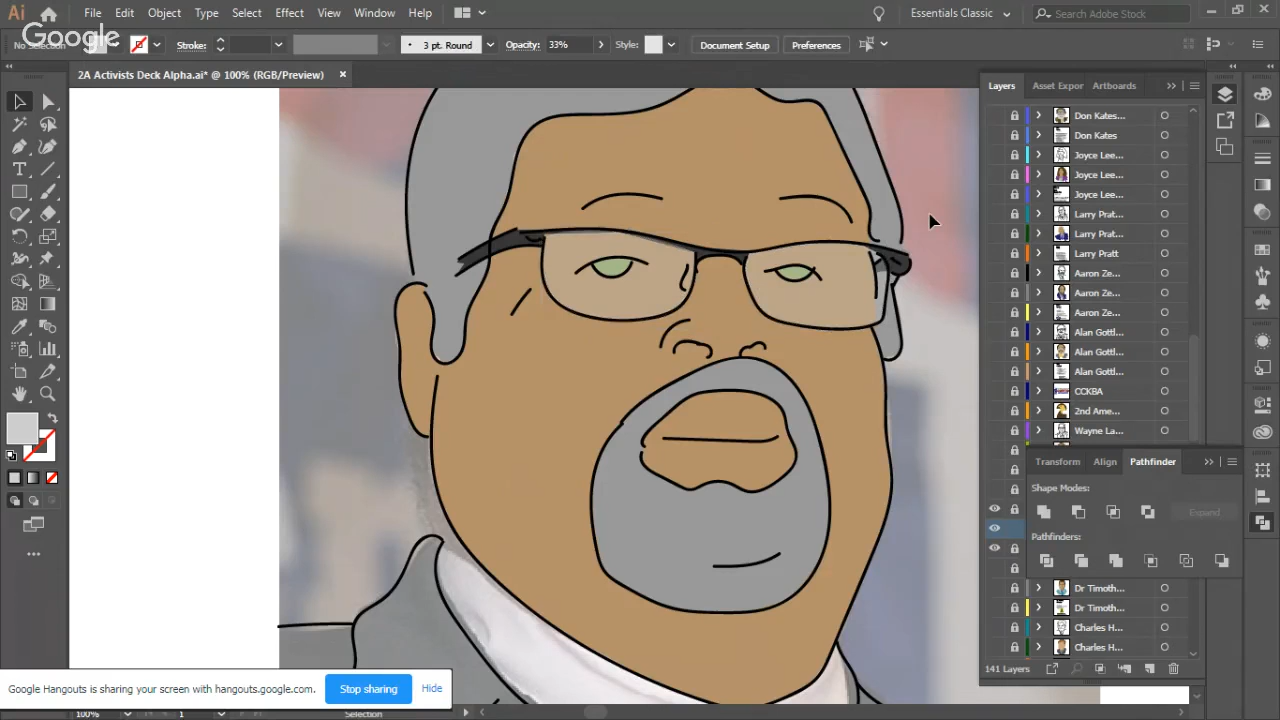 Ai File Edit Object Type Select Effect View Window Help Essentials Classic Search Adobe Stock
Google
No Selection Stroke: 3 pt. Round Opacity: 33% Style: Document Setup Preferences
2A Activists Deck Alpha.ai* @ 100% (RGB/Preview)
Layers Asset Expor Artboards
Don Kates...
Don Kates
Joyce Lee...
Joyce Lee...
Joyce Lee...
Larry Prat...
Larry Prat...
Larry Pratt
Aaron Ze...
Aaron Ze...
Aaron Ze...
Alan Gottl...
Alan Gottl...
Alan Gottl...
CCKBA
2nd Ame...
Wayne La...
Transform Align Pathfinder
Shape Modes:
Expand
Pathfinders:
Dr Timoth...
Dr Timoth...
Charles H...
Charles H...
141 Layers
Google Hangouts is sharing your screen with hangouts.google.com. Stop sharing Hide
100% 1 Selection